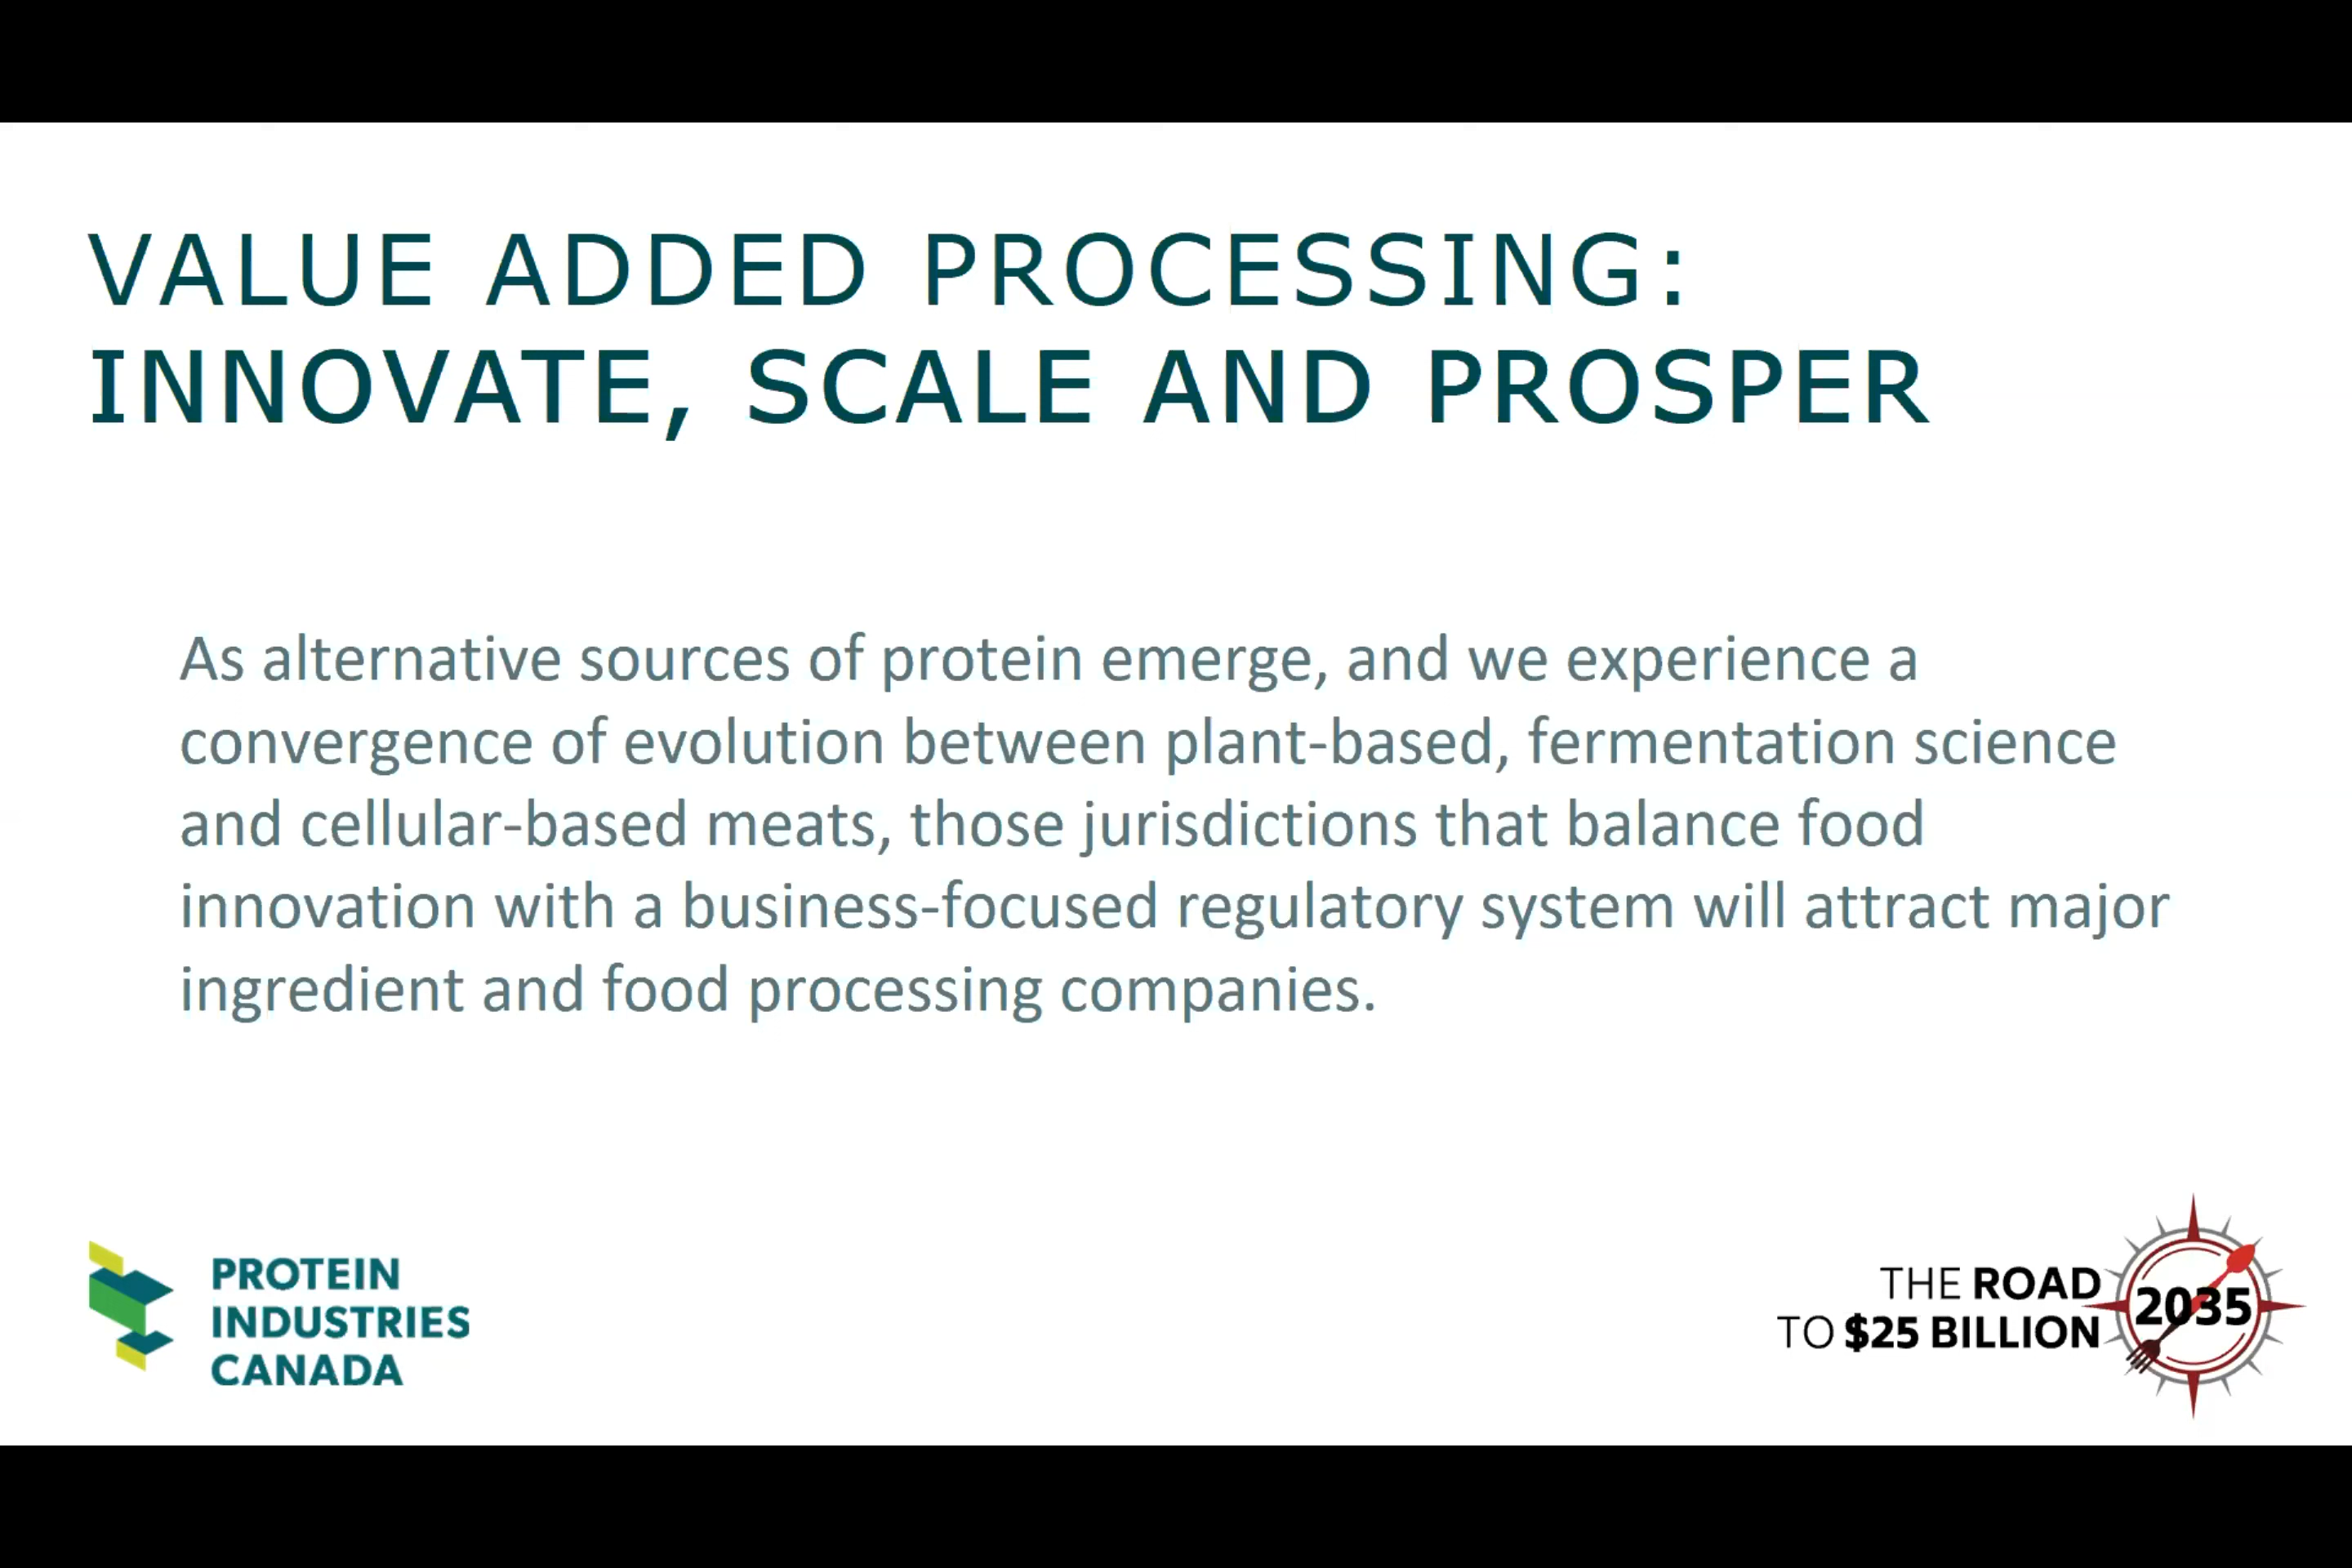 VALUE ADDED PROCESSING:
INNOVATE, SCALE AND PROSPER
As alternative sources of protein emerge, and we experience a
convergence of evolution between plant-based, fermentation science
and cellular-based meats, those jurisdictions that balance food
innovation with a business-focused regulatory system will attract major
ingredient and food processing companies.
PROTEIN
INDUSTRIES
CANADA
THE ROAD
TO $25 BILLION
2035